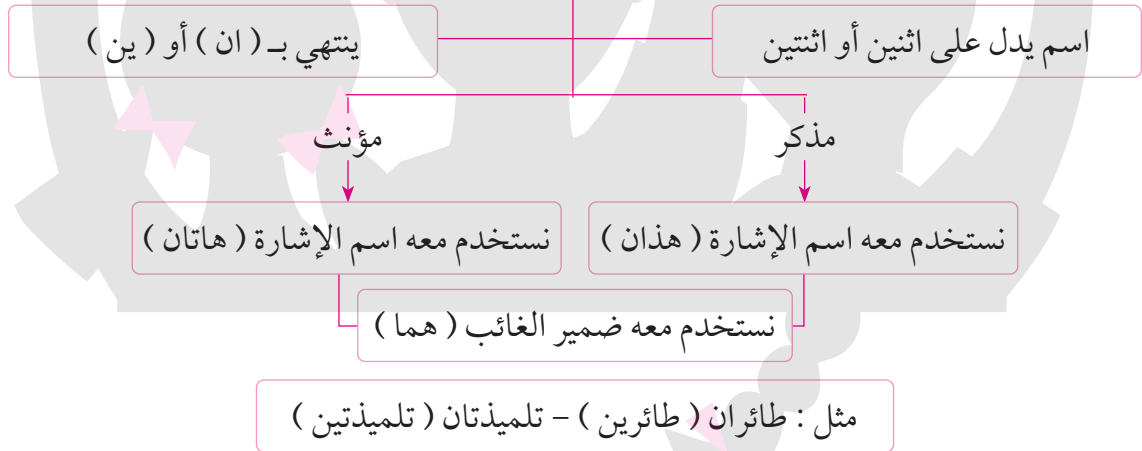 اسم يدل على اثنين أو اثنتين
ينتهي بـ ( ان ) أو ( ين )
مذكر
مؤنث
نستخدم معه اسم الإشارة ( هذان )
نستخدم معه اسم الإشارة ( هاتان )
نستخدم معه ضمير الغائب ( هما )
مثل : طائران ( طائرين ) – تلميذتان ( تلميذتين )